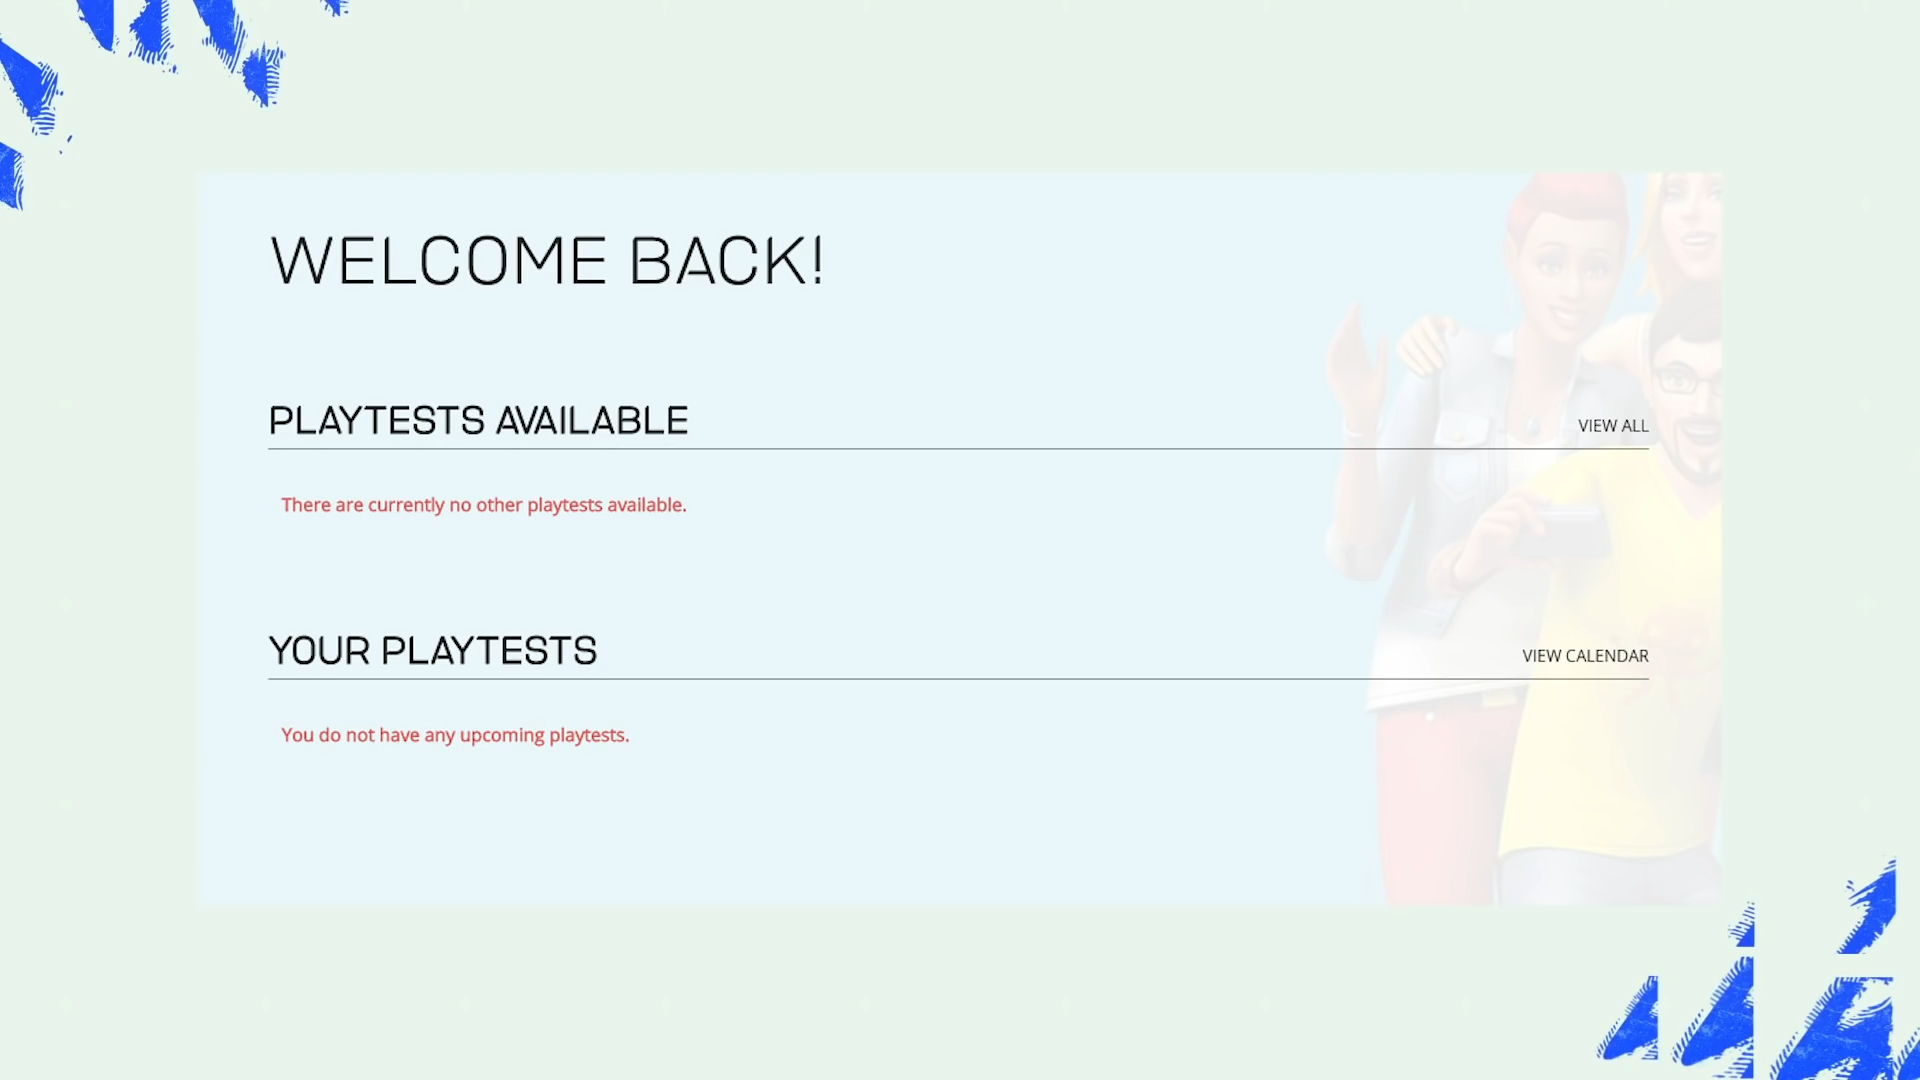 WELCOME BACK!
PLAYTESTS AVAILABLE
VIEW ALL
There are currently no other playtests available.
YOUR PLAYTESTS
VIEW CALENDAR
You do not have any upcoming playtests.